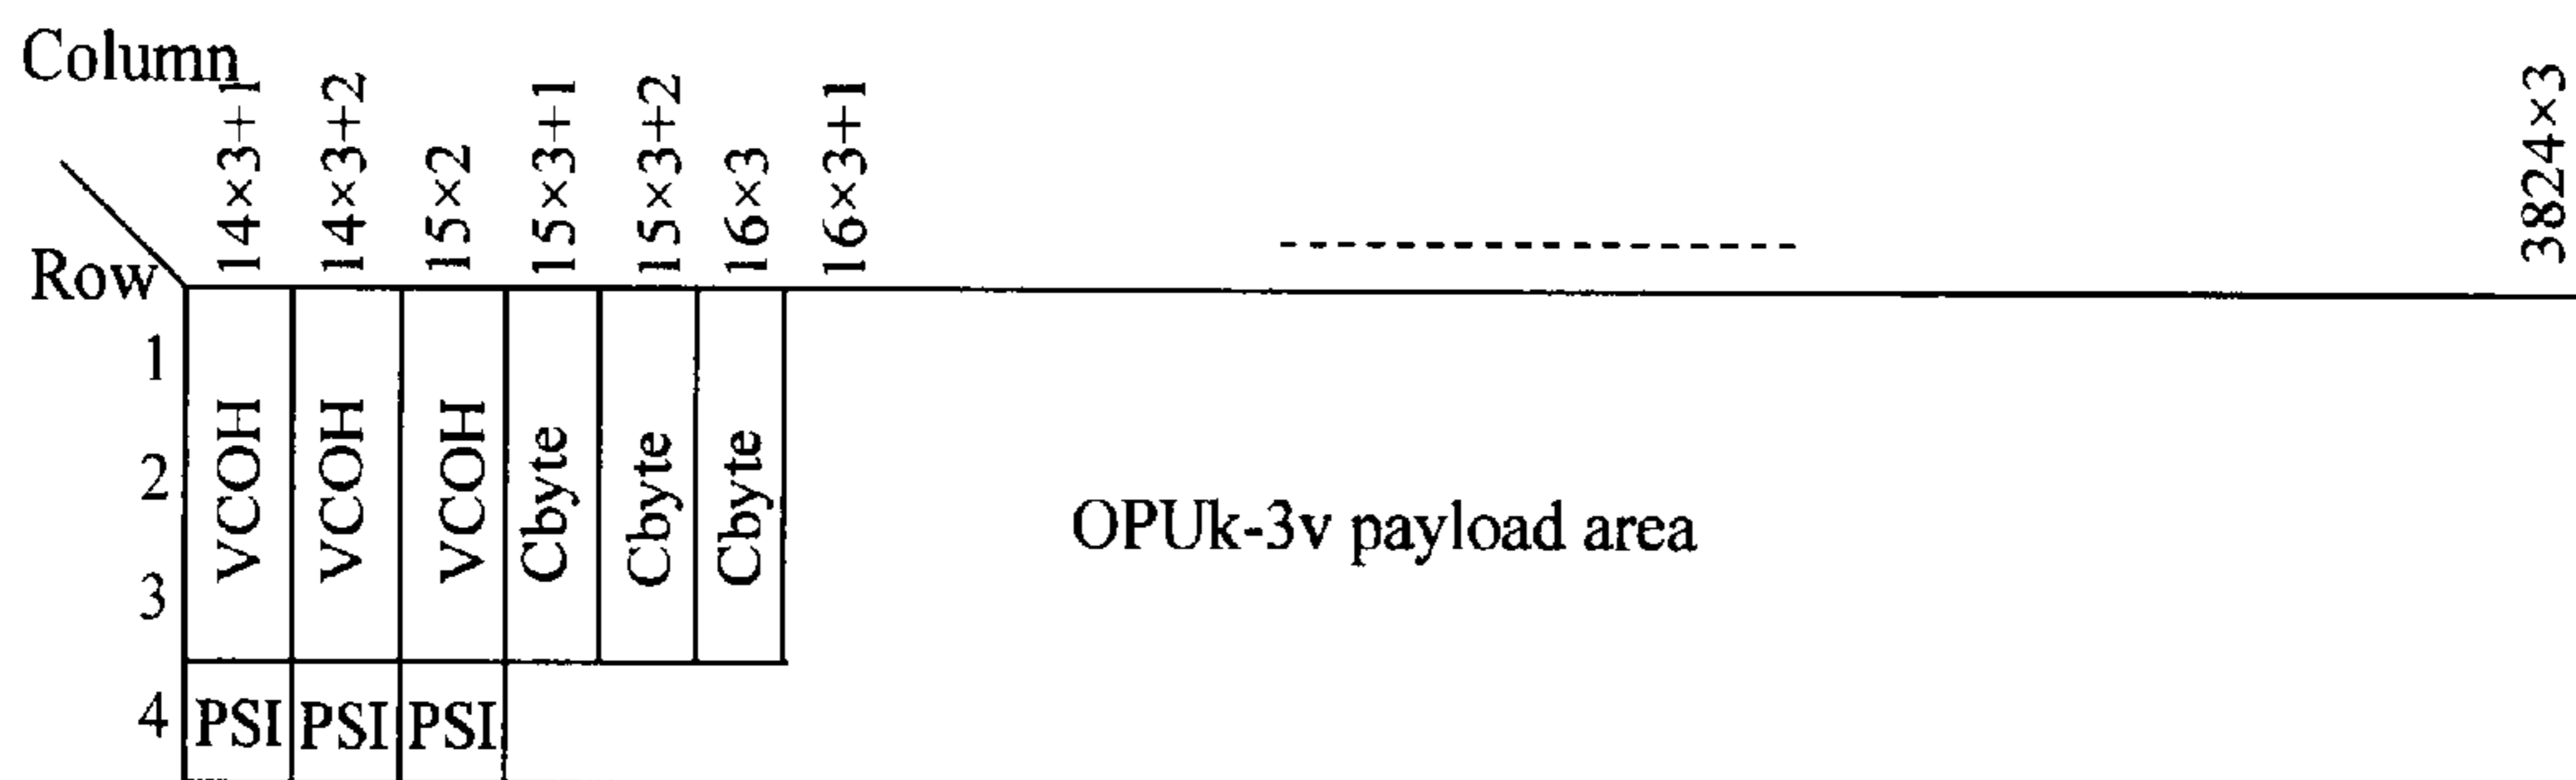 Column
14×3+1 14×3+2 15×2 15×3+1 15×3+2 16×3 16×3+1 3824×3
Row
1
2
3
4
VCOH VCOH VCOH Cbyte Cbyte Cbyte
OPUk-3v payload area
PSI PSI PSI